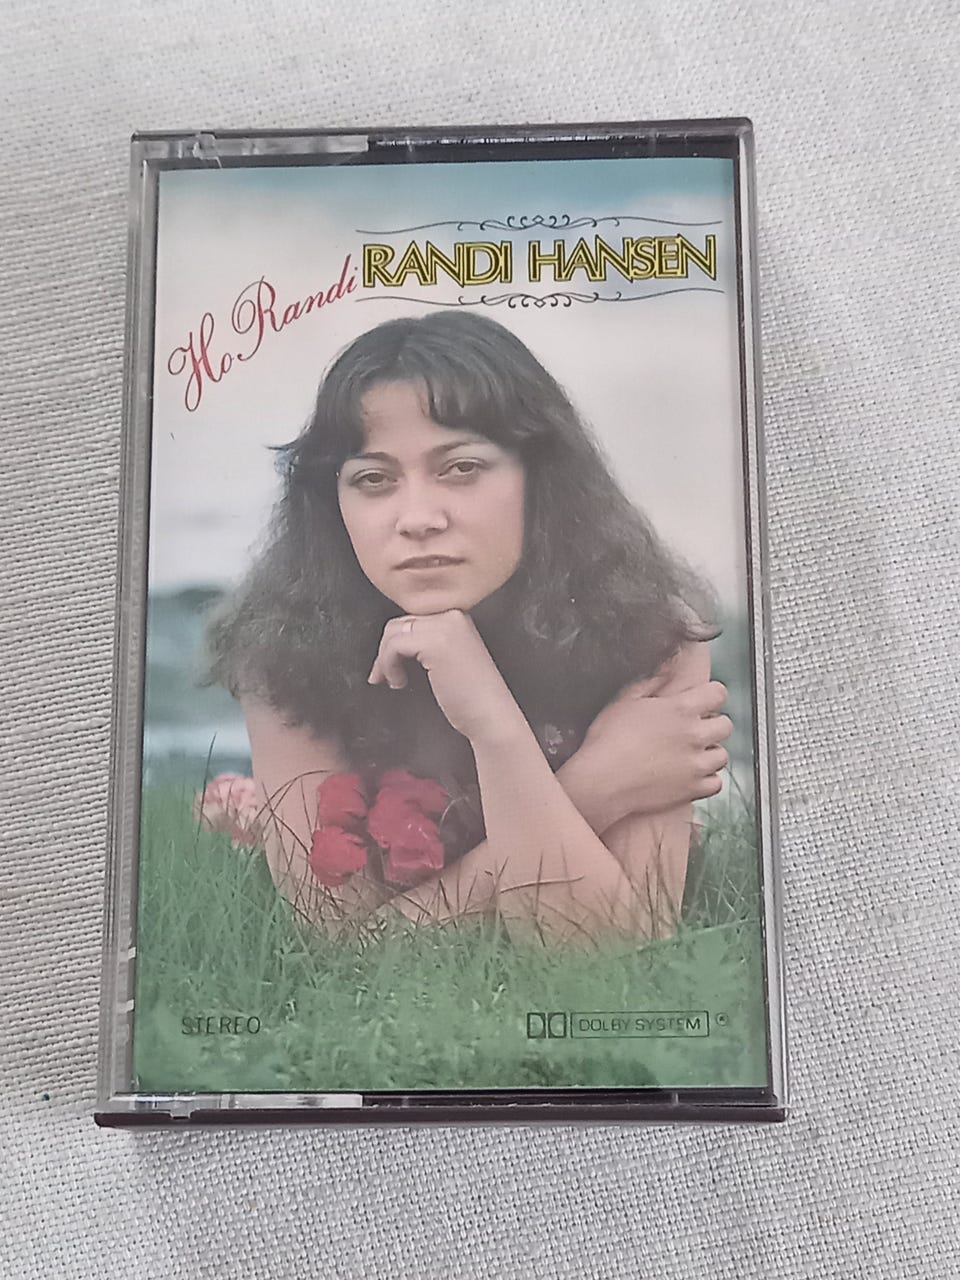 Ho Randi
RANDI HANSEN
STEREO
DOLBY SYSTEM ®